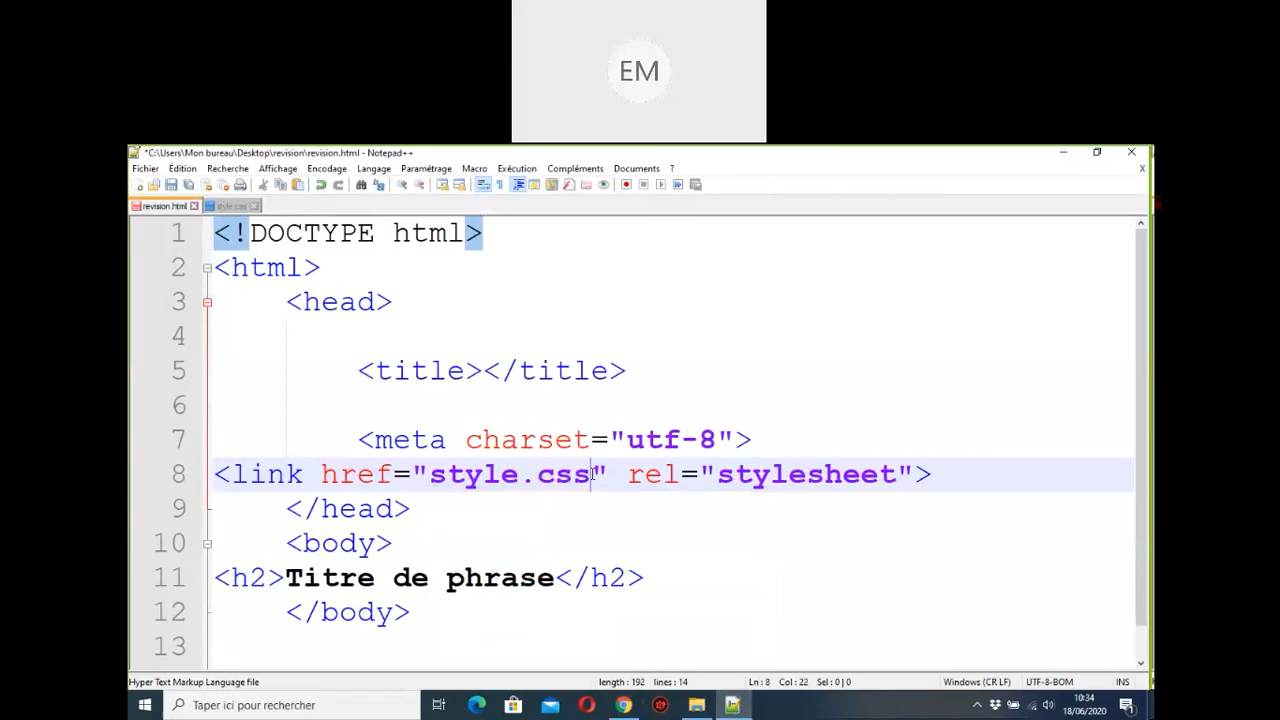 EM
*C:\Users\Mon bureau\Desktop\revision\revision.html - Notepad++
Fichier Édition Recherche Affichage Encodage Langage Paramétrage Macro Exécution Compléments Documents ? X
revision.html style.css
1 <!DOCTYPE html>
2 <html>
3 <head>
4
5 <title></title>
6
7 <meta charset="utf-8">
8 <link href="style.css" rel="stylesheet">
9 </head>
10 <body>
11 <h2>Titre de phrase</h2>
12 </body>
13
Hyper Text Markup Language file length : 192 lines : 14 Ln : 8 Col : 22 Sel : 0 | 0 Windows (CR LF) UTF-8-BOM INS
Taper ici pour rechercher
10:34
18/06/2020